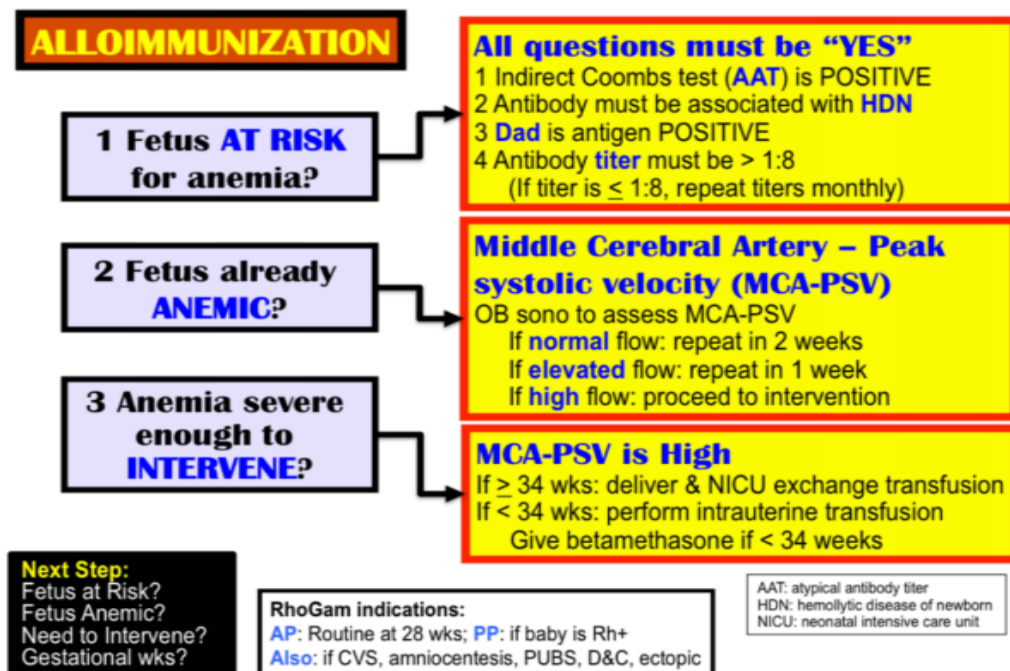 ALLOIMMUNIZATION
1 Fetus AT RISK
for anemia?
All questions must be “YES”
1 Indirect Coombs test (AAT) is POSITIVE
2 Antibody must be associated with HDN
3 Dad is antigen POSITIVE
4 Antibody titer must be > 1:8
(If titer is ≤ 1:8, repeat titers monthly)
2 Fetus already
ANEMIC?
Middle Cerebral Artery – Peak
systolic velocity (MCA-PSV)
OB sono to assess MCA-PSV
If normal flow: repeat in 2 weeks
If elevated flow: repeat in 1 week
If high flow: proceed to intervention
3 Anemia severe
enough to
INTERVENE?
MCA-PSV is High
If ≥ 34 wks: deliver & NICU exchange transfusion
If < 34 wks: perform intrauterine transfusion
Give betamethasone if < 34 weeks
Next Step:
Fetus at Risk?
Fetus Anemic?
Need to Intervene?
Gestational wks?
RhoGam indications:
AP: Routine at 28 wks; PP: if baby is Rh+
Also: if CVS, amniocentesis, PUBS, D&C, ectopic
AAT: atypical antibody titer
HDN: hemollytic disease of newborn
NICU: neonatal intensive care unit